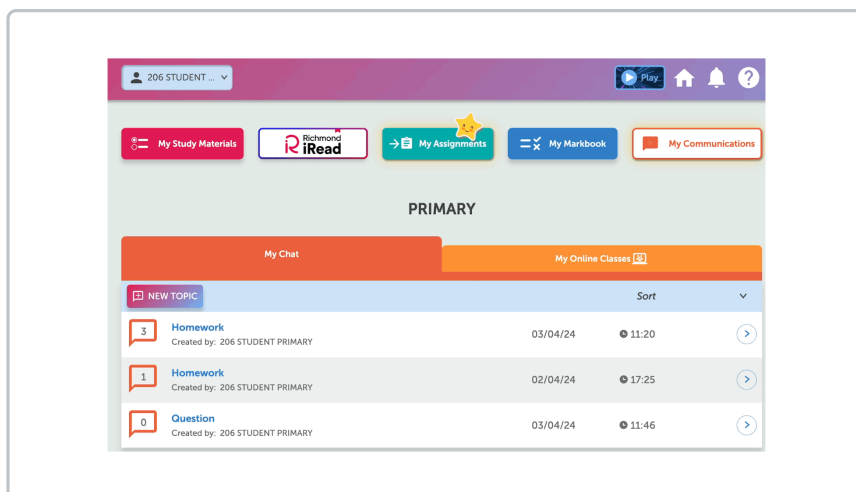 206 STUDENT ...
Play
My Study Materials
Richmond
iRead
My Assignments
My Markbook
My Communications
PRIMARY
My Chat
My Online Classes
NEW TOPIC
Sort
3 Homework 03/04/24 11:20
Created by: 206 STUDENT PRIMARY
1 Homework 02/04/24 17:25
Created by: 206 STUDENT PRIMARY
0 Question 03/04/24 11:46
Created by: 206 STUDENT PRIMARY